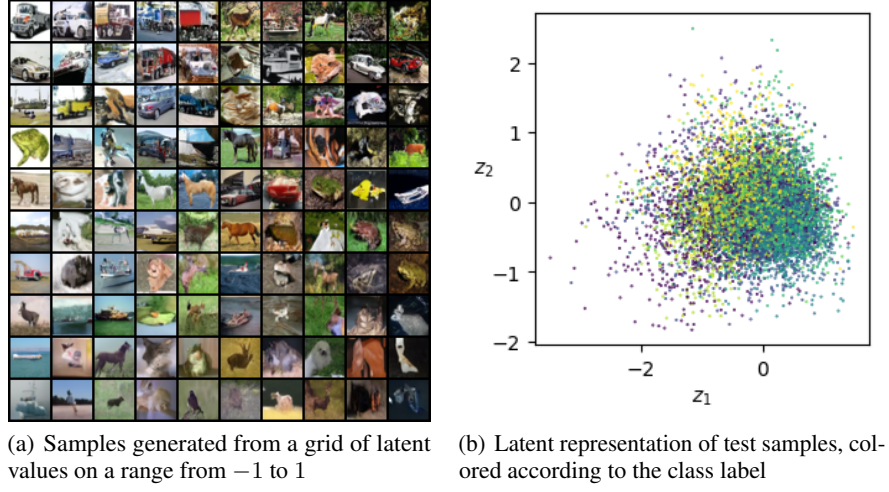 2
1
0
−1
−2
z2
−2
0
z1
(a) Samples generated from a grid of latent
values on a range from −1 to 1
(b) Latent representation of test samples, col-
ored according to the class label